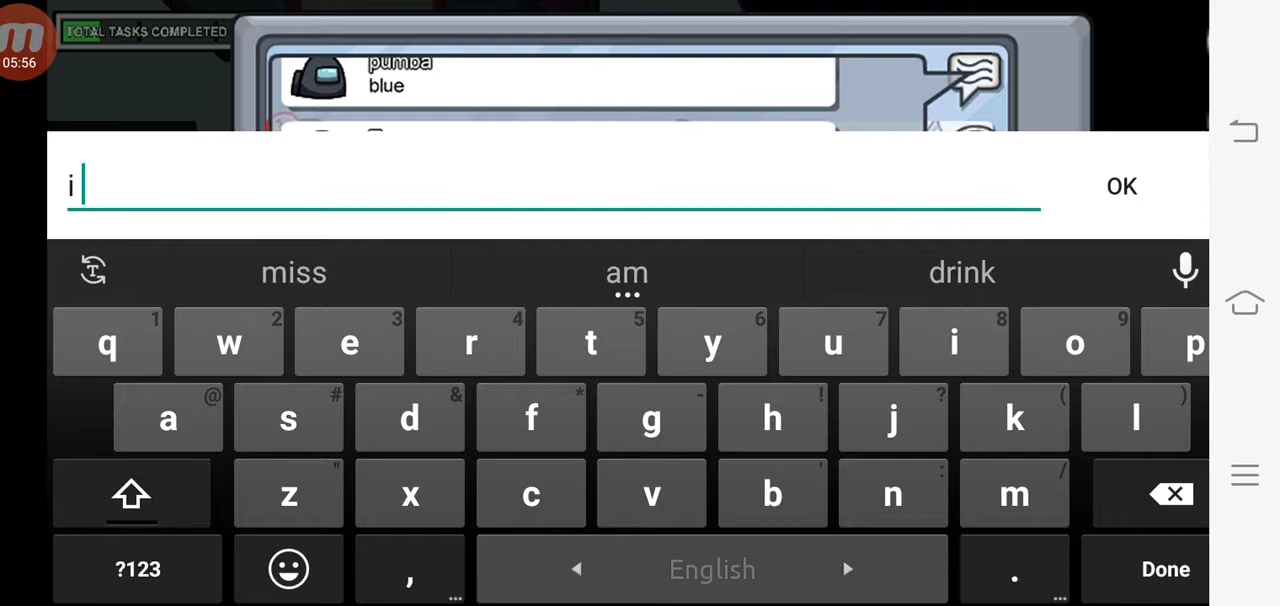 TOTAL TASKS COMPLETED
05:56
pumba
blue
i
OK
miss am drink
q 1 w 2 e 3 r 4 t 5 y 6 u 7 i 8 o 9 p
a @ s # d & f * g - h ! j ? k ( l )
z " x c v b ' n : m /
?123 , English . Done